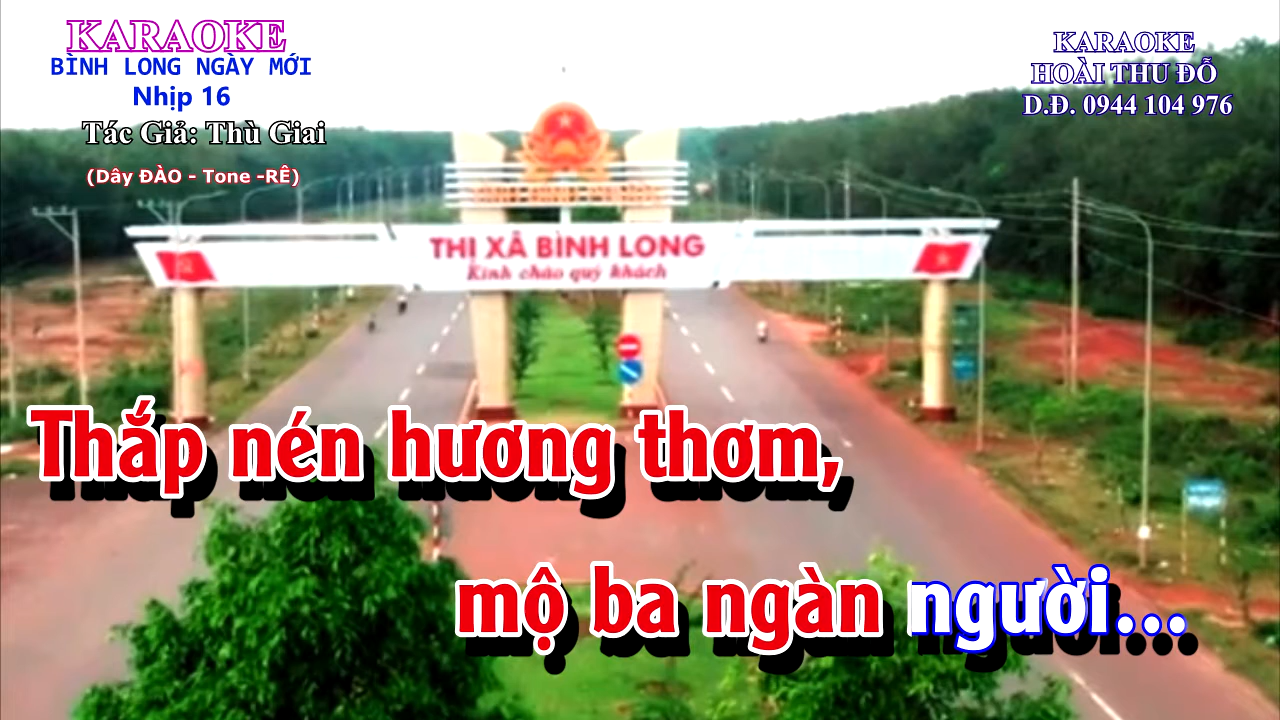 KARAOKE
BÌNH LONG NGÀY MỚI
Nhịp 16
Tác Giả: Thù Giai
(Dây ĐÀO - Tone -RÊ)
KARAOKE
HOÀI THU ĐỖ
D.Đ. 0944 104 976
THỊ XÃ BÌNH LONG
Kính chào quý khách
Thắp nén hương thơm,
mộ ba ngàn người...